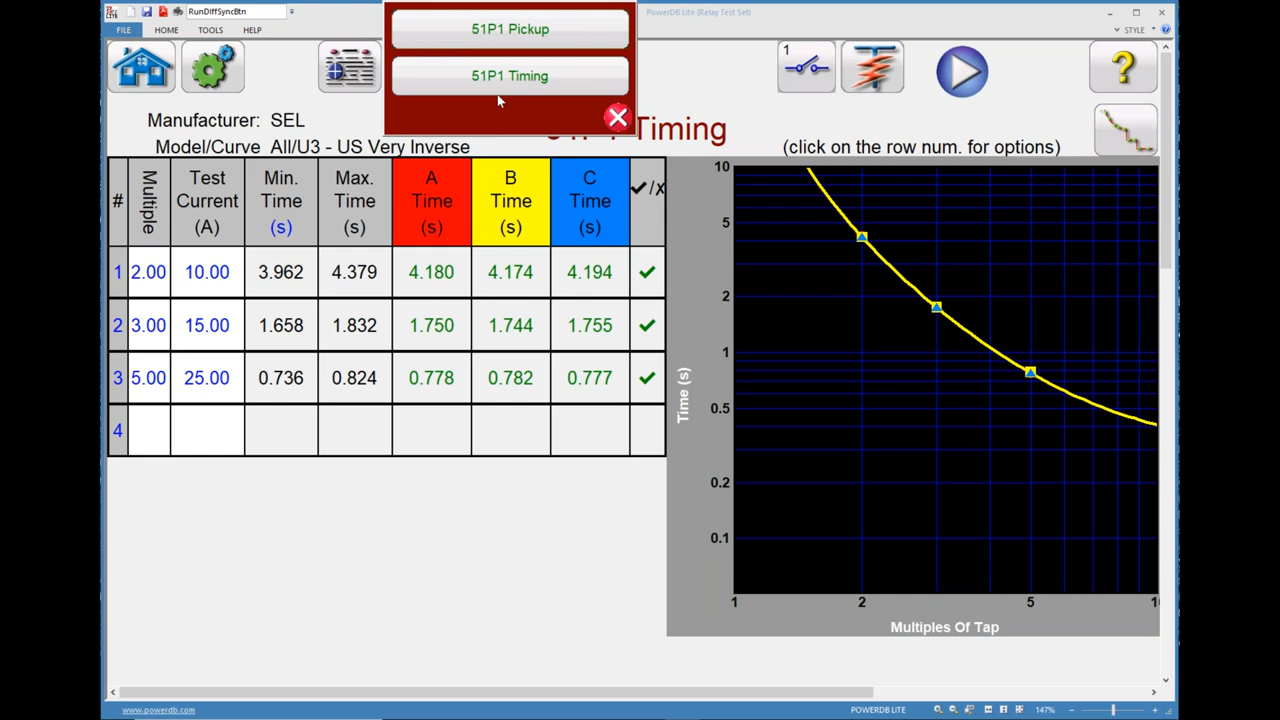 RunDiffSyncBtn
PowerDB Lite (Relay Test Set)
FILE HOME TOOLS HELP
STYLE
51P1 Pickup
51P1 Timing
1
?
Manufacturer: SEL
Timing
Model/Curve All/U3 - US Very Inverse
(click on the row num. for options)
# Multiple Test Current (A) Min. Time (s) Max. Time (s) A Time (s) B Time (s) C Time (s) ✓/x
1 2.00 10.00 3.962 4.379 4.180 4.174 4.194 ✓
2 3.00 15.00 1.658 1.832 1.750 1.744 1.755 ✓
3 5.00 25.00 0.736 0.824 0.778 0.782 0.777 ✓
4
10
5
2
1
0.5
0.2
0.1
Time (s)
1 2 5 10
Multiples Of Tap
www.powerdb.com
POWERDB LITE
147%